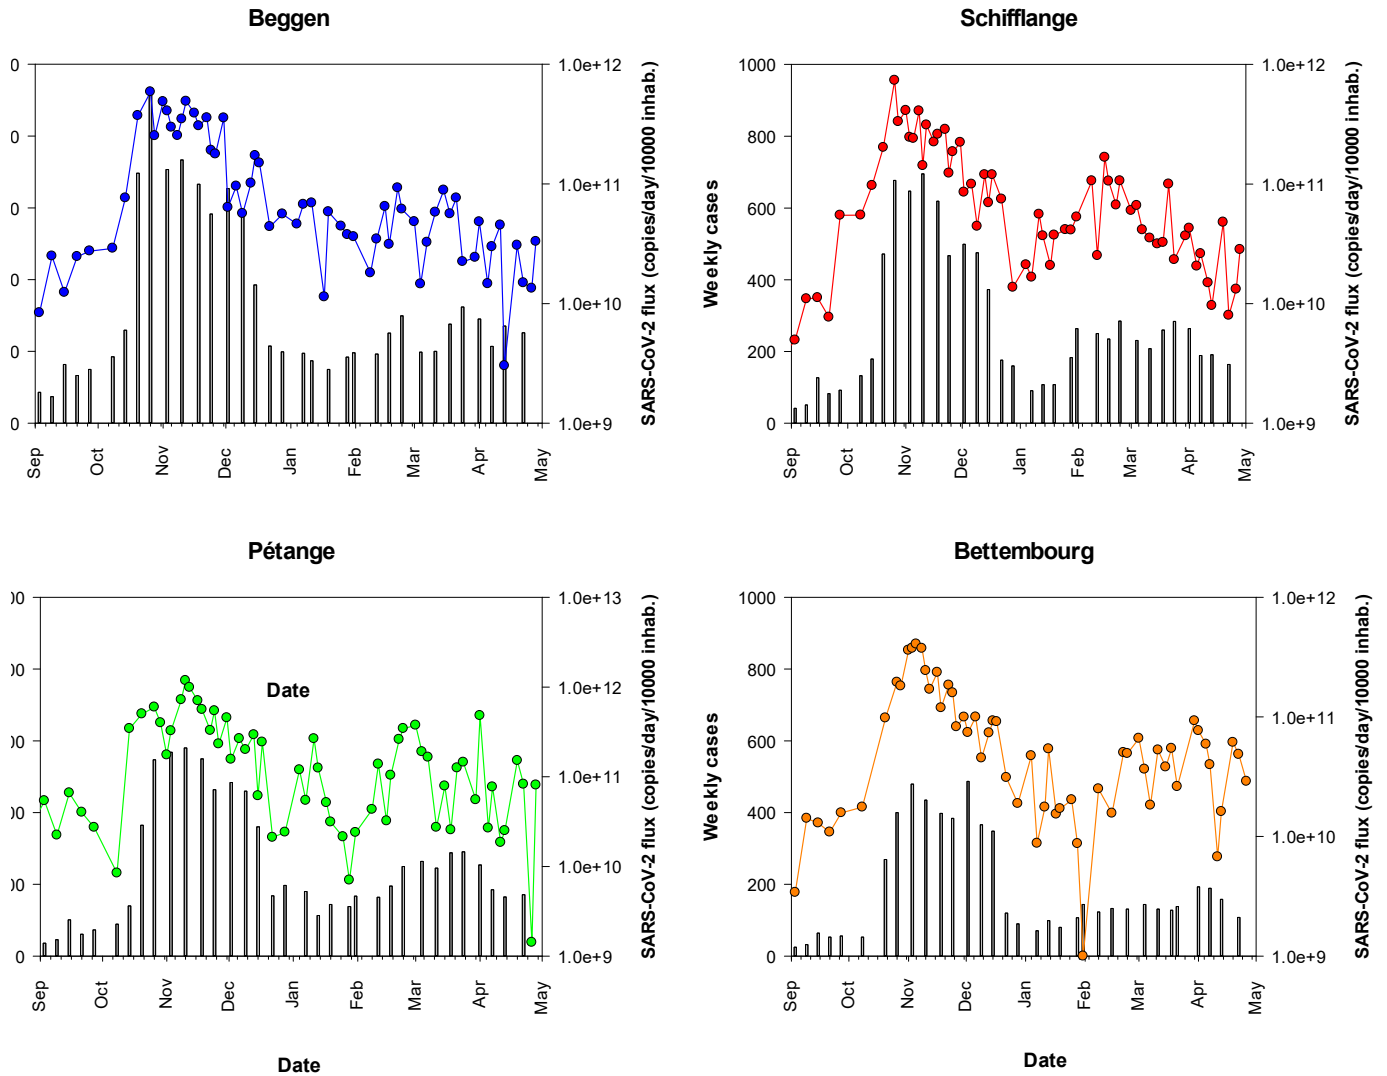 Beggen
Schifflange
0
0
0
0
0
0
1.0e+12
1.0e+11
1.0e+10
1.0e+9
SARS-CoV-2 flux (copies/day/10000 inhab.)
Sep
Oct
Nov
Dec
Jan
Feb
Mar
Apr
May
Weekly cases
1000
800
600
400
200
0
1.0e+12
1.0e+11
1.0e+10
1.0e+9
SARS-CoV-2 flux (copies/day/10000 inhab.)
Sep
Oct
Nov
Dec
Jan
Feb
Mar
Apr
May
Pétange
Bettembourg
00
00
00
00
00
0
Date
1.0e+13
1.0e+12
1.0e+11
1.0e+10
1.0e+9
SARS-CoV-2 flux (copies/day/10000 inhab.)
Sep
Oct
Nov
Dec
Jan
Feb
Mar
Apr
May
Date
Weekly cases
1000
800
600
400
200
0
1.0e+12
1.0e+11
1.0e+10
1.0e+9
SARS-CoV-2 flux (copies/day/10000 inhab.)
Sep
Oct
Nov
Dec
Jan
Feb
Mar
Apr
May
Date